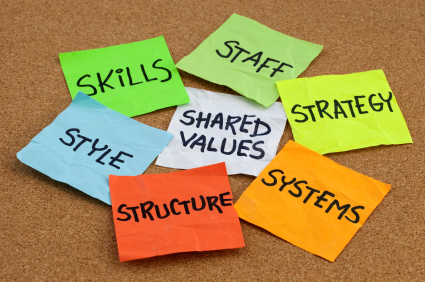 STAFF
SKILLS
STRATEGY
SHARED
VALUES
STYLE
SYSTEMS
STRUCTURE